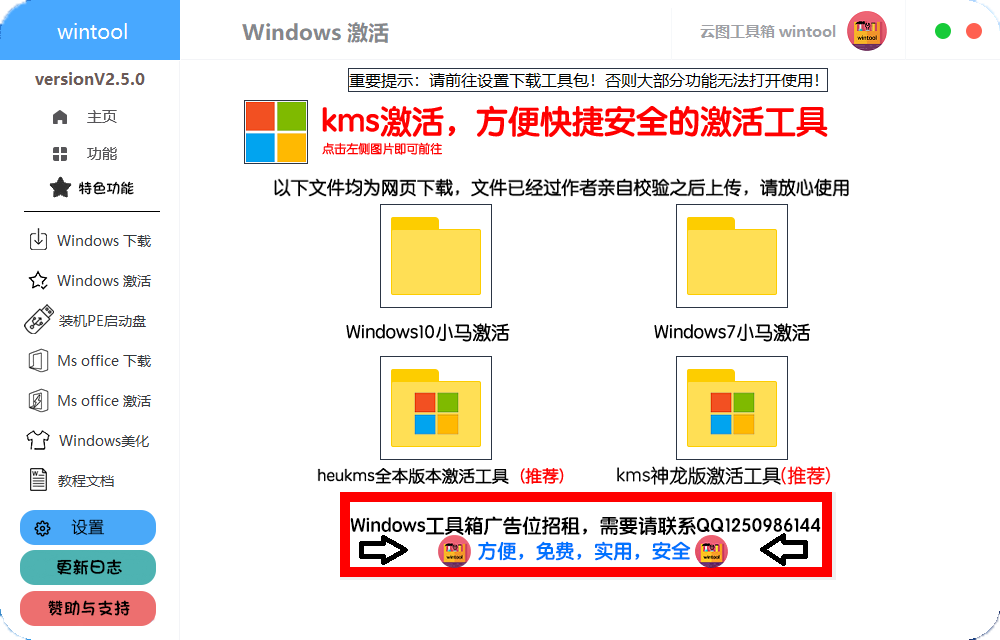 wintool
Windows 激活
云图工具箱 wintool
versionV2.5.0
主页
功能
特色功能
Windows 下载
Windows 激活
装机PE启动盘
Ms office 下载
Ms office 激活
Windows美化
教程文档
设置
更新日志
赞助与支持
重要提示：请前往设置下载工具包！否则大部分功能无法打开使用！
kms激活，方便快捷安全的激活工具
点击左侧图片即可前往
以下文件均为网页下载，文件已经过作者亲自校验之后上传，请放心使用
Windows10小马激活
Windows7小马激活
heukms全本版本激活工具（推荐）
kms神龙版激活工具(推荐)
Windows工具箱广告位招租，需要请联系QQ1250986144
方便，免费，实用，安全